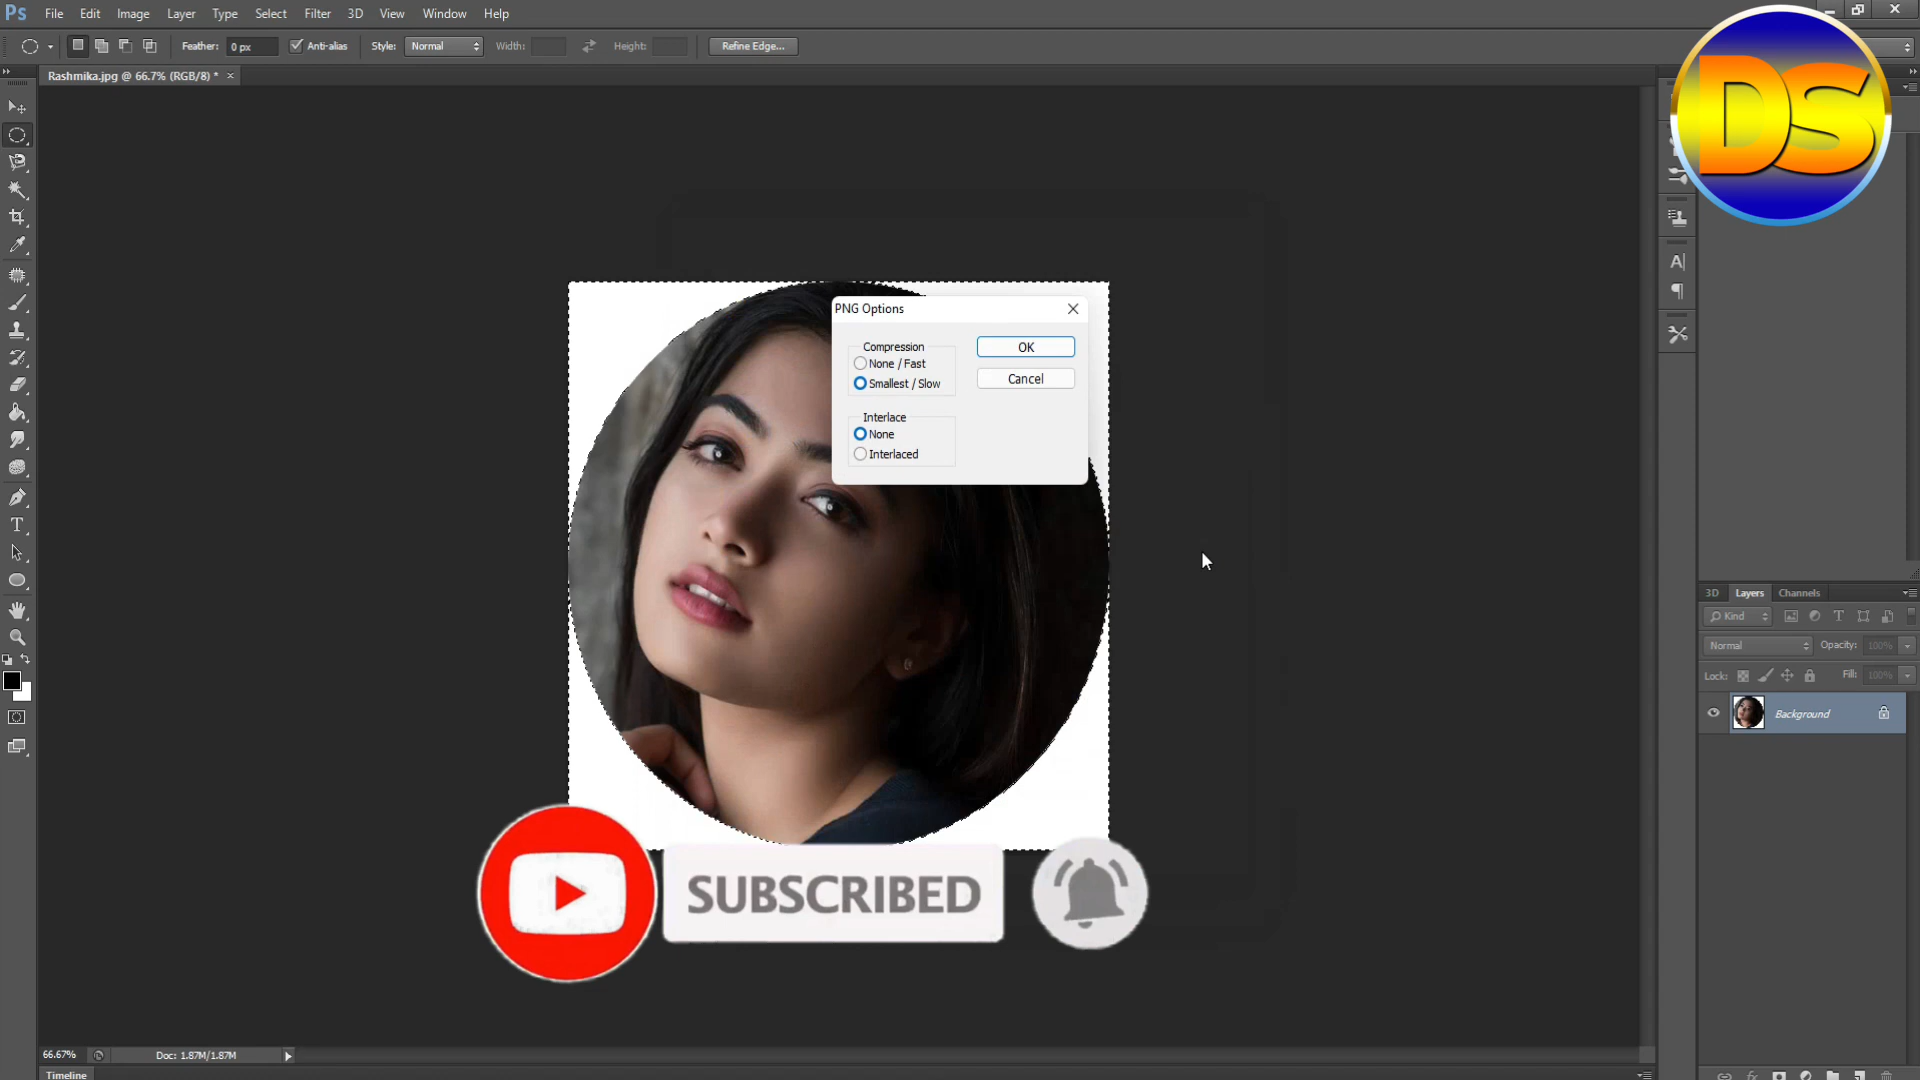 Ps File Edit Image Layer Type Select Filter 3D View Window Help
Feather: 0 px Anti-alias Style: Normal Width: Height: Refine Edge...
Rashmika.jpg @ 66.7% (RGB/8) * ×
DS
PNG Options
Compression
None / Fast
Smallest / Slow
OK
Cancel
Interlace
None
Interlaced
SUBSCRIBED
3D Layers Channels
Kind
Normal Opacity: 100%
Lock: Fill: 100%
Background
66.67% Doc: 1.87M/1.87M
Timeline